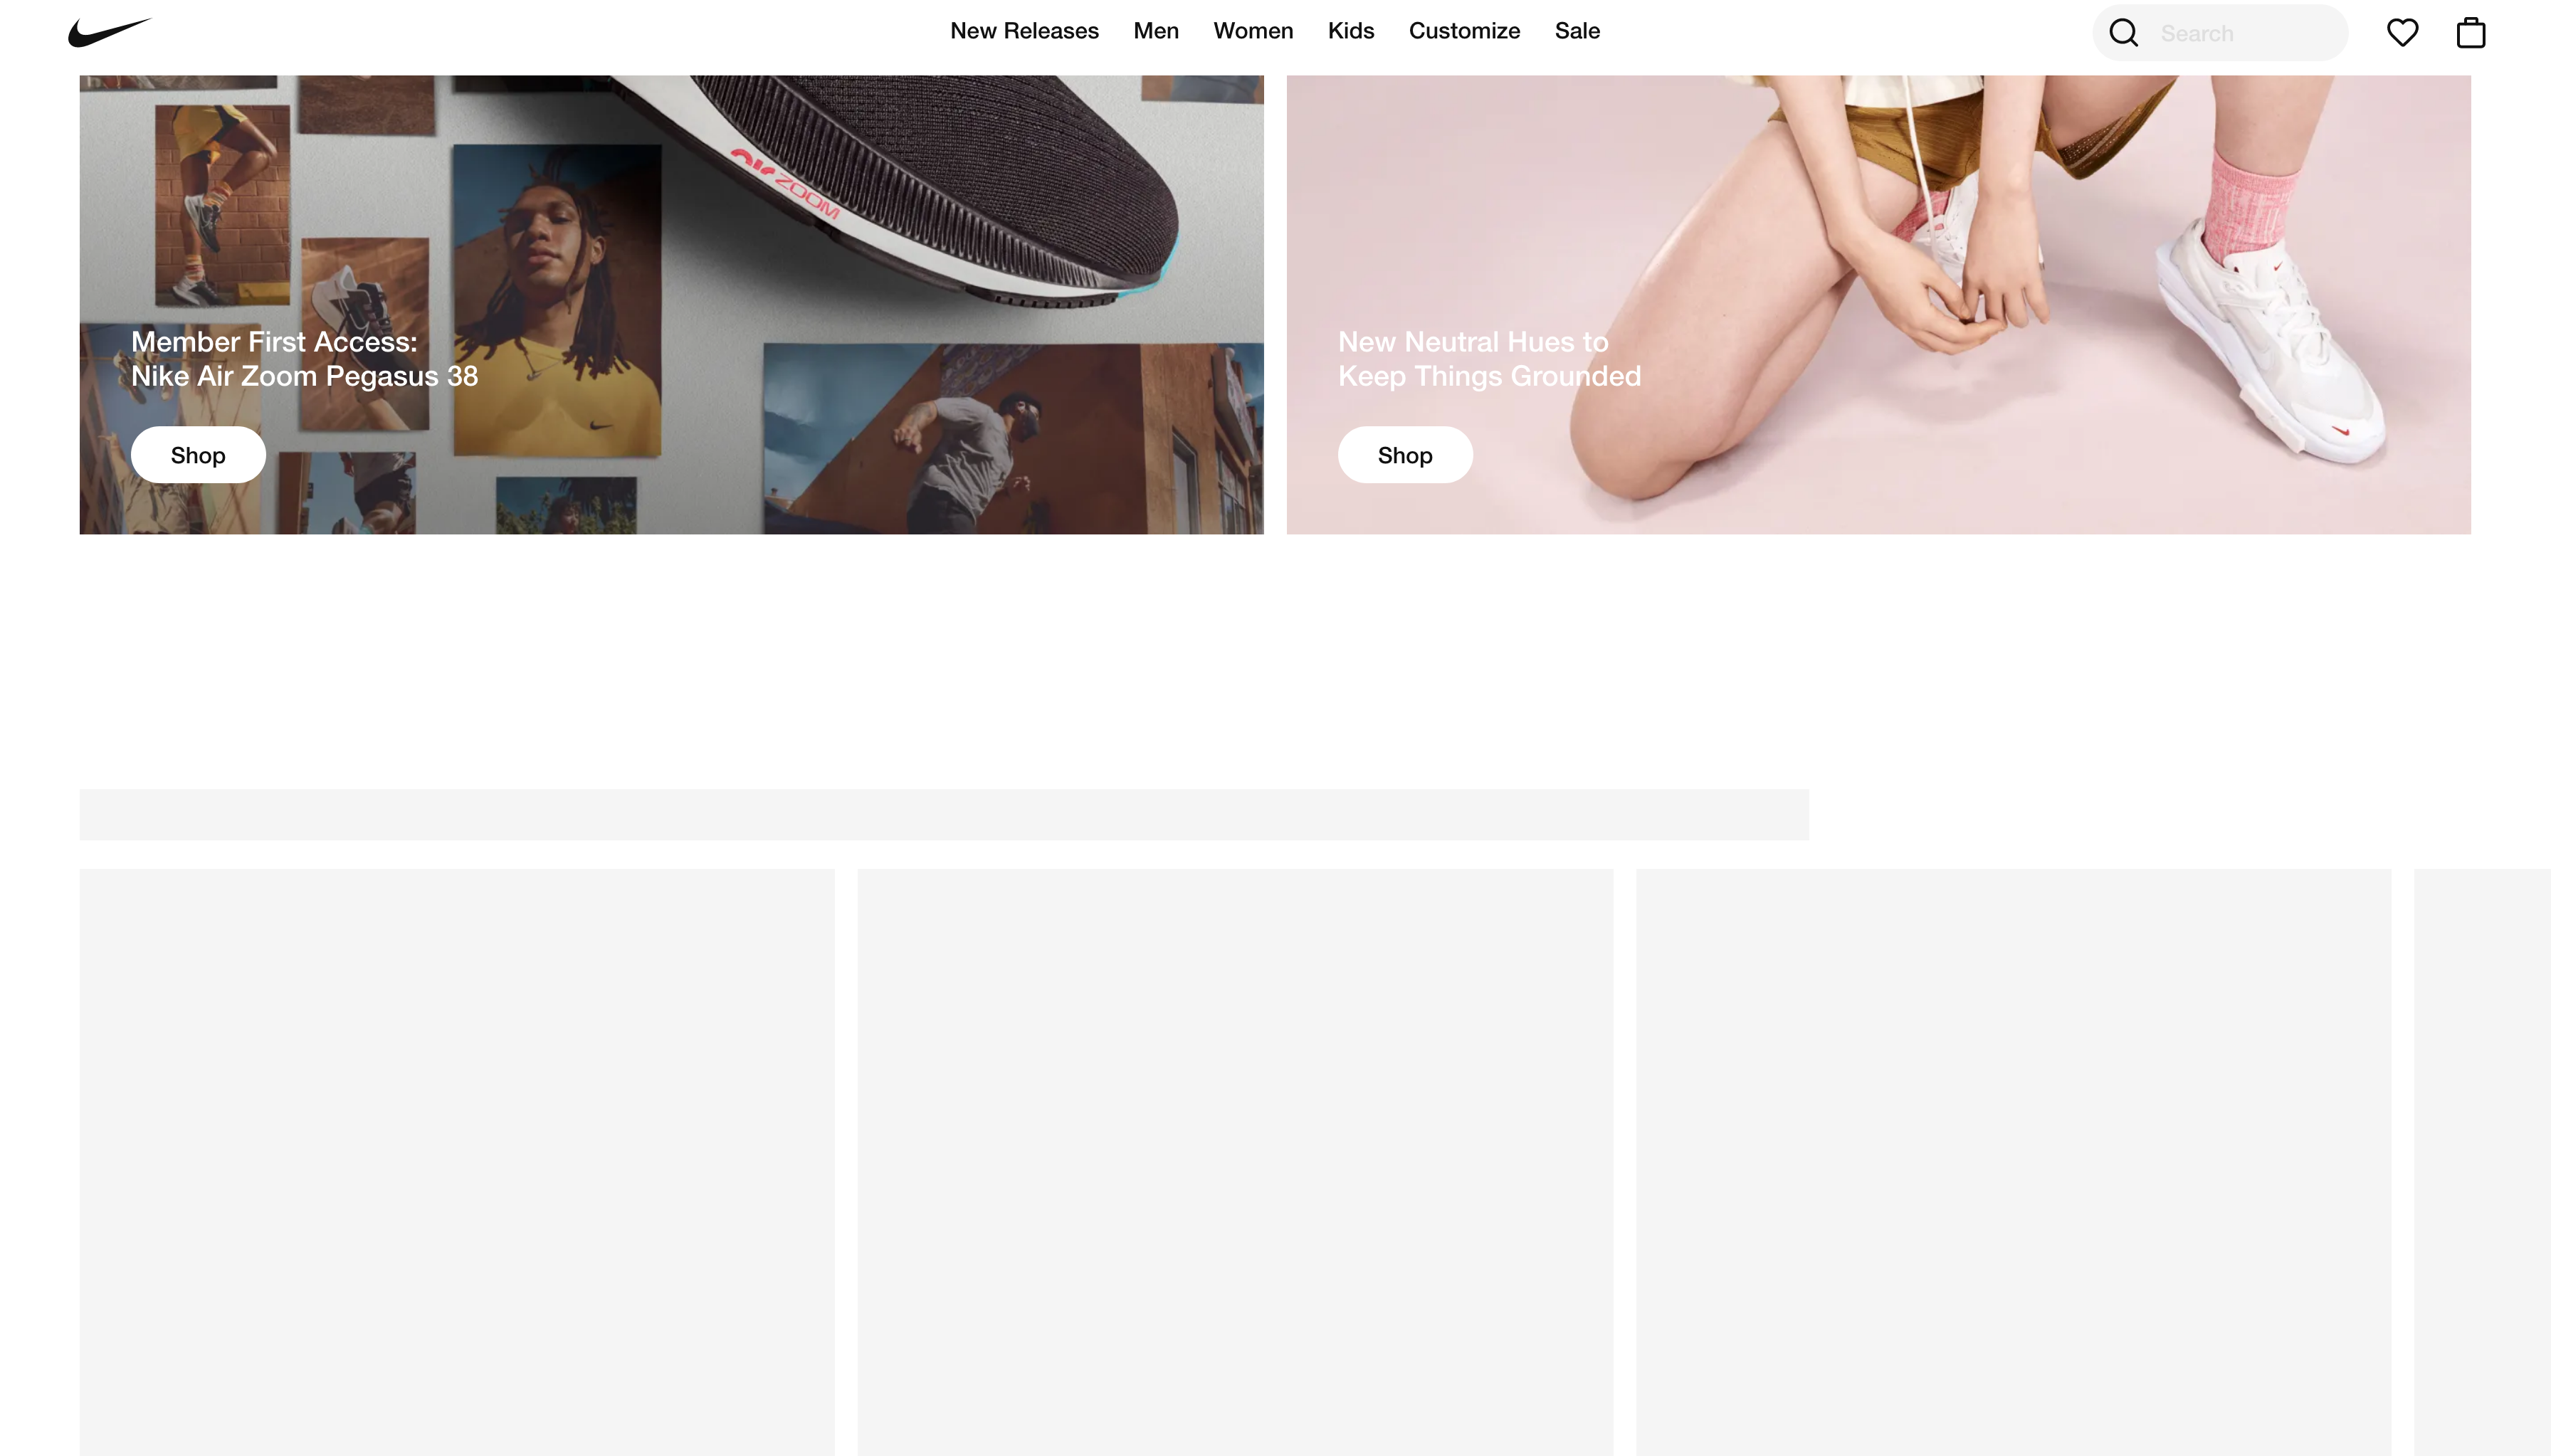 New Releases Men Women Kids Customize Sale
Search
air ZOOM
Member First Access:
Nike Air Zoom Pegasus 38
Shop
New Neutral Hues to
Keep Things Grounded
Shop